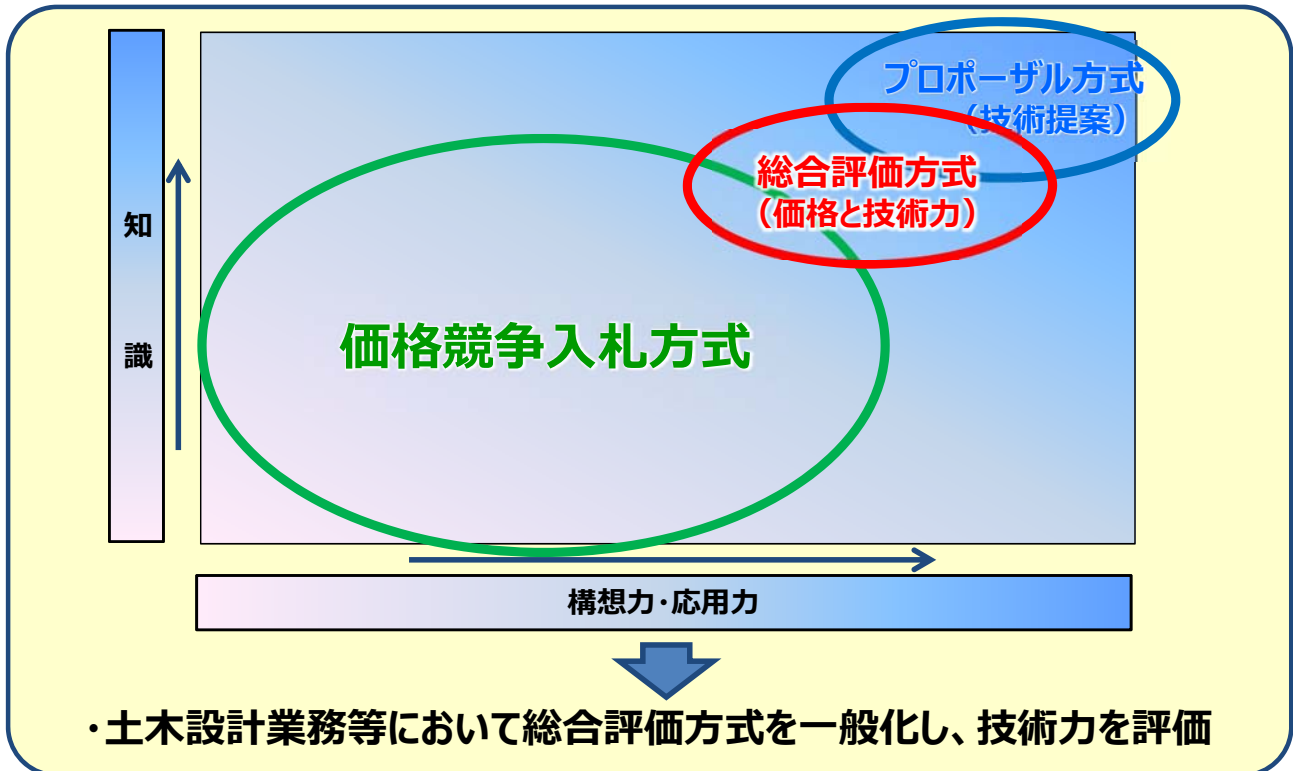 プロポーザル方式
（技術提案）
総合評価方式
（価格と技術力）
知
識
価格競争入札方式
構想力・応用力
・土木設計業務等において総合評価方式を一般化し、技術力を評価